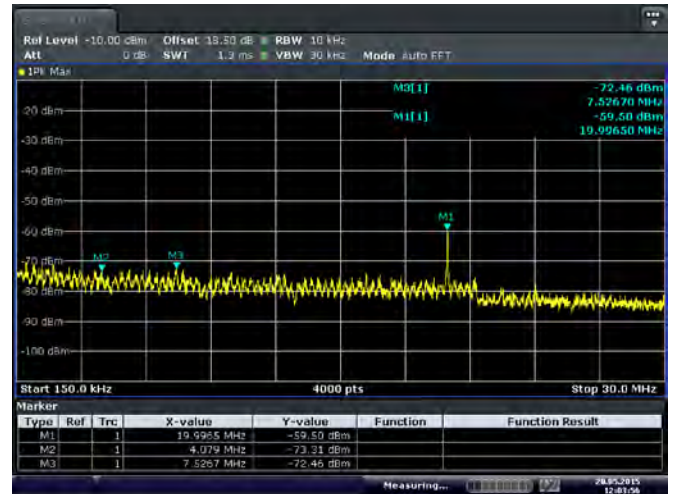 Ref Level -10.00 dBm Offset 18.50 dB RBW 10 kHz
Att 0 dB SWT 1.3 ms VBW 30 kHz Mode Auto FFT
1Pk Max
M3[1] -72.46 dBm
7.52670 MHz
M1[1] -59.50 dBm
19.99650 MHz
-20 dBm
-30 dBm
-40 dBm
-50 dBm
-60 dBm
-70 dBm
-80 dBm
-90 dBm
-100 dBm
M1
M2 M3
Start 150.0 kHz 4000 pts Stop 30.0 MHz
Marker
Type Ref Trc X-value Y-value Function Function Result
M1 1 19.9965 MHz -59.50 dBm
M2 1 4.079 MHz -73.31 dBm
M3 1 7.5267 MHz -72.46 dBm
Measuring... 28.05.2015
12:03:56